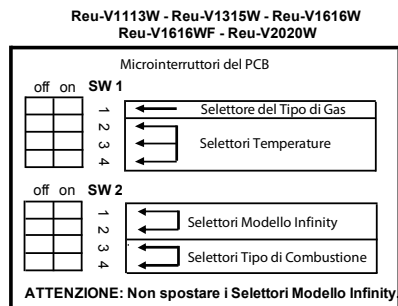 Reu-V1113W - Reu-V1315W - Reu-V1616W
Reu-V1616WF - Reu-V2020W
Microinterruttori del PCB
off on SW 1
1 Selettore del Tipo di Gas
2
3 Selettori Temperature
4
off on SW 2
1
2 Selettori Modello Infinity
3
4 Selettori Tipo di Combustione
ATTENZIONE: Non spostare i Selettori Modello Infinity.